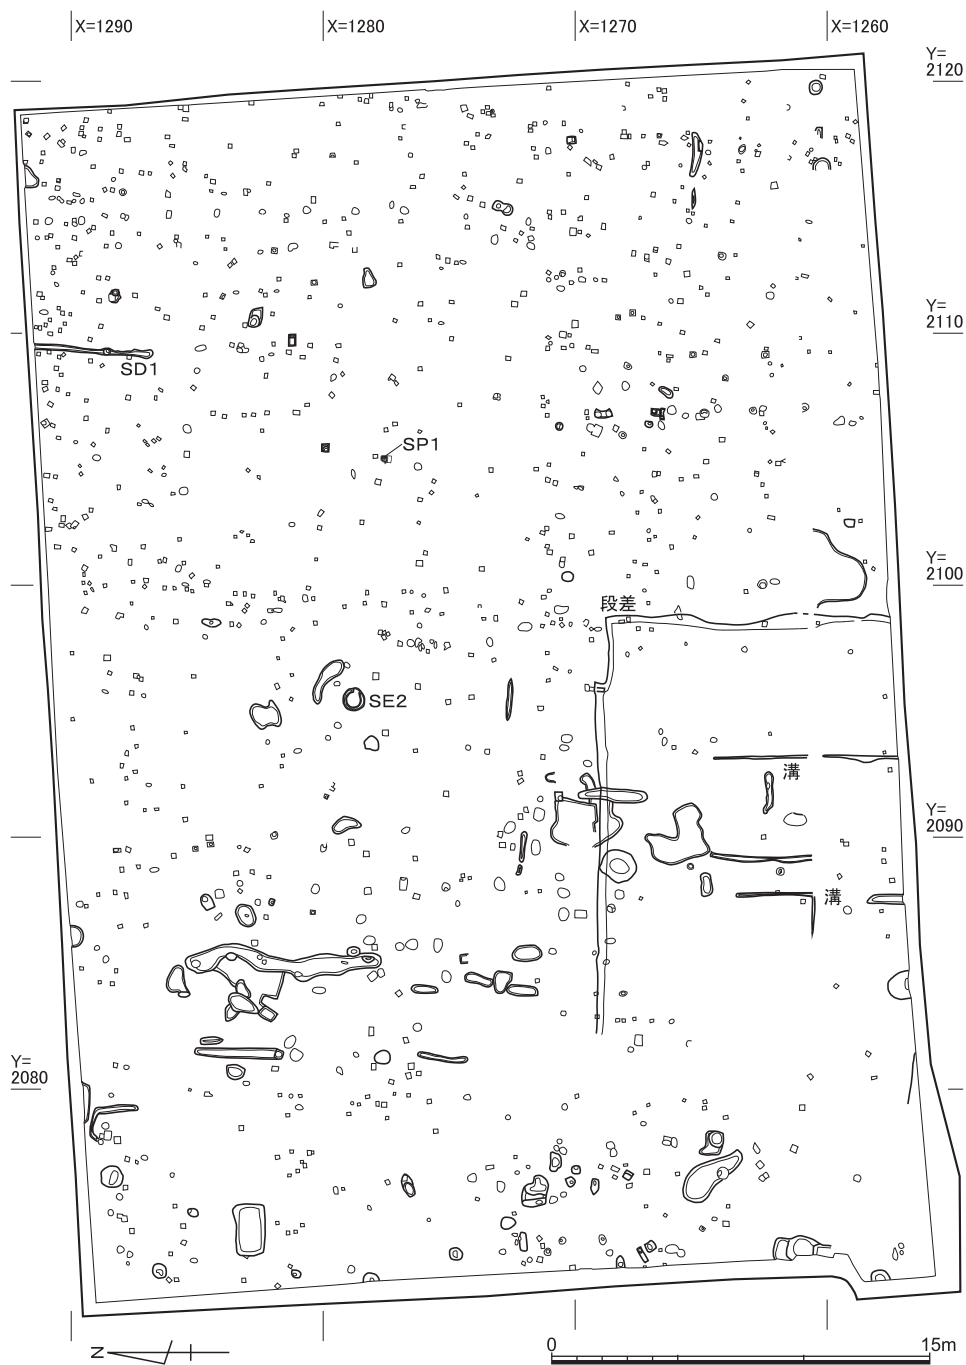 X=1290 X=1280 X=1270 X=1260
Y=
2120
Y=
2110
SD1
SP1
Y=
2100
段差
SE2
溝
Y=
2090
溝
Y=
2080
N
0 15m